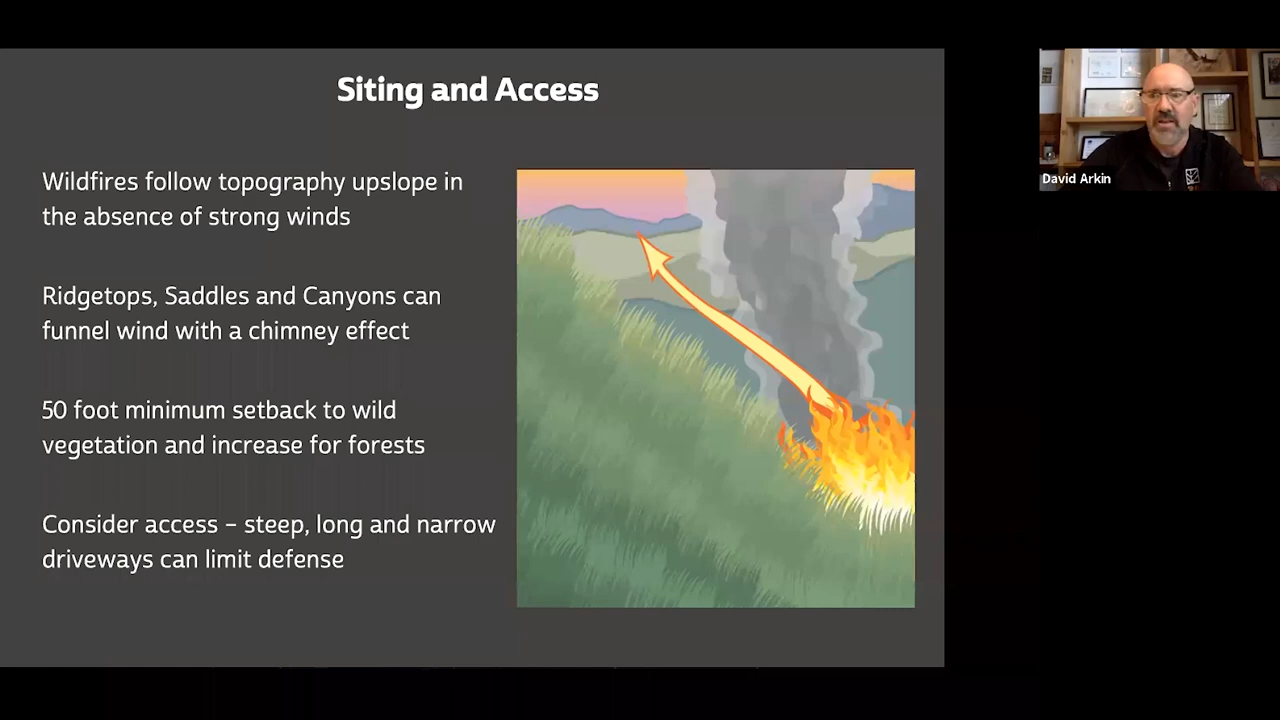 Siting and Access
Wildfires follow topography upslope in
the absence of strong winds
Ridgetops, Saddles and Canyons can
funnel wind with a chimney effect
50 foot minimum setback to wild
vegetation and increase for forests
Consider access – steep, long and narrow
driveways can limit defense
David Arkin